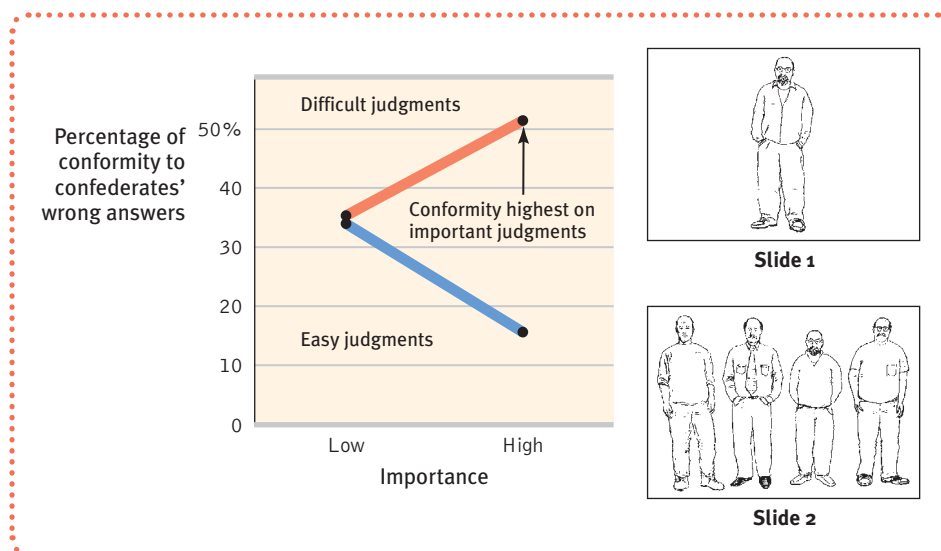 Percentage of
conformity to
confederates’
wrong answers
50%
40
30
20
10
0
Difficult judgments
Conformity highest on
important judgments
Easy judgments
Low
High
Importance
Slide 1
Slide 2